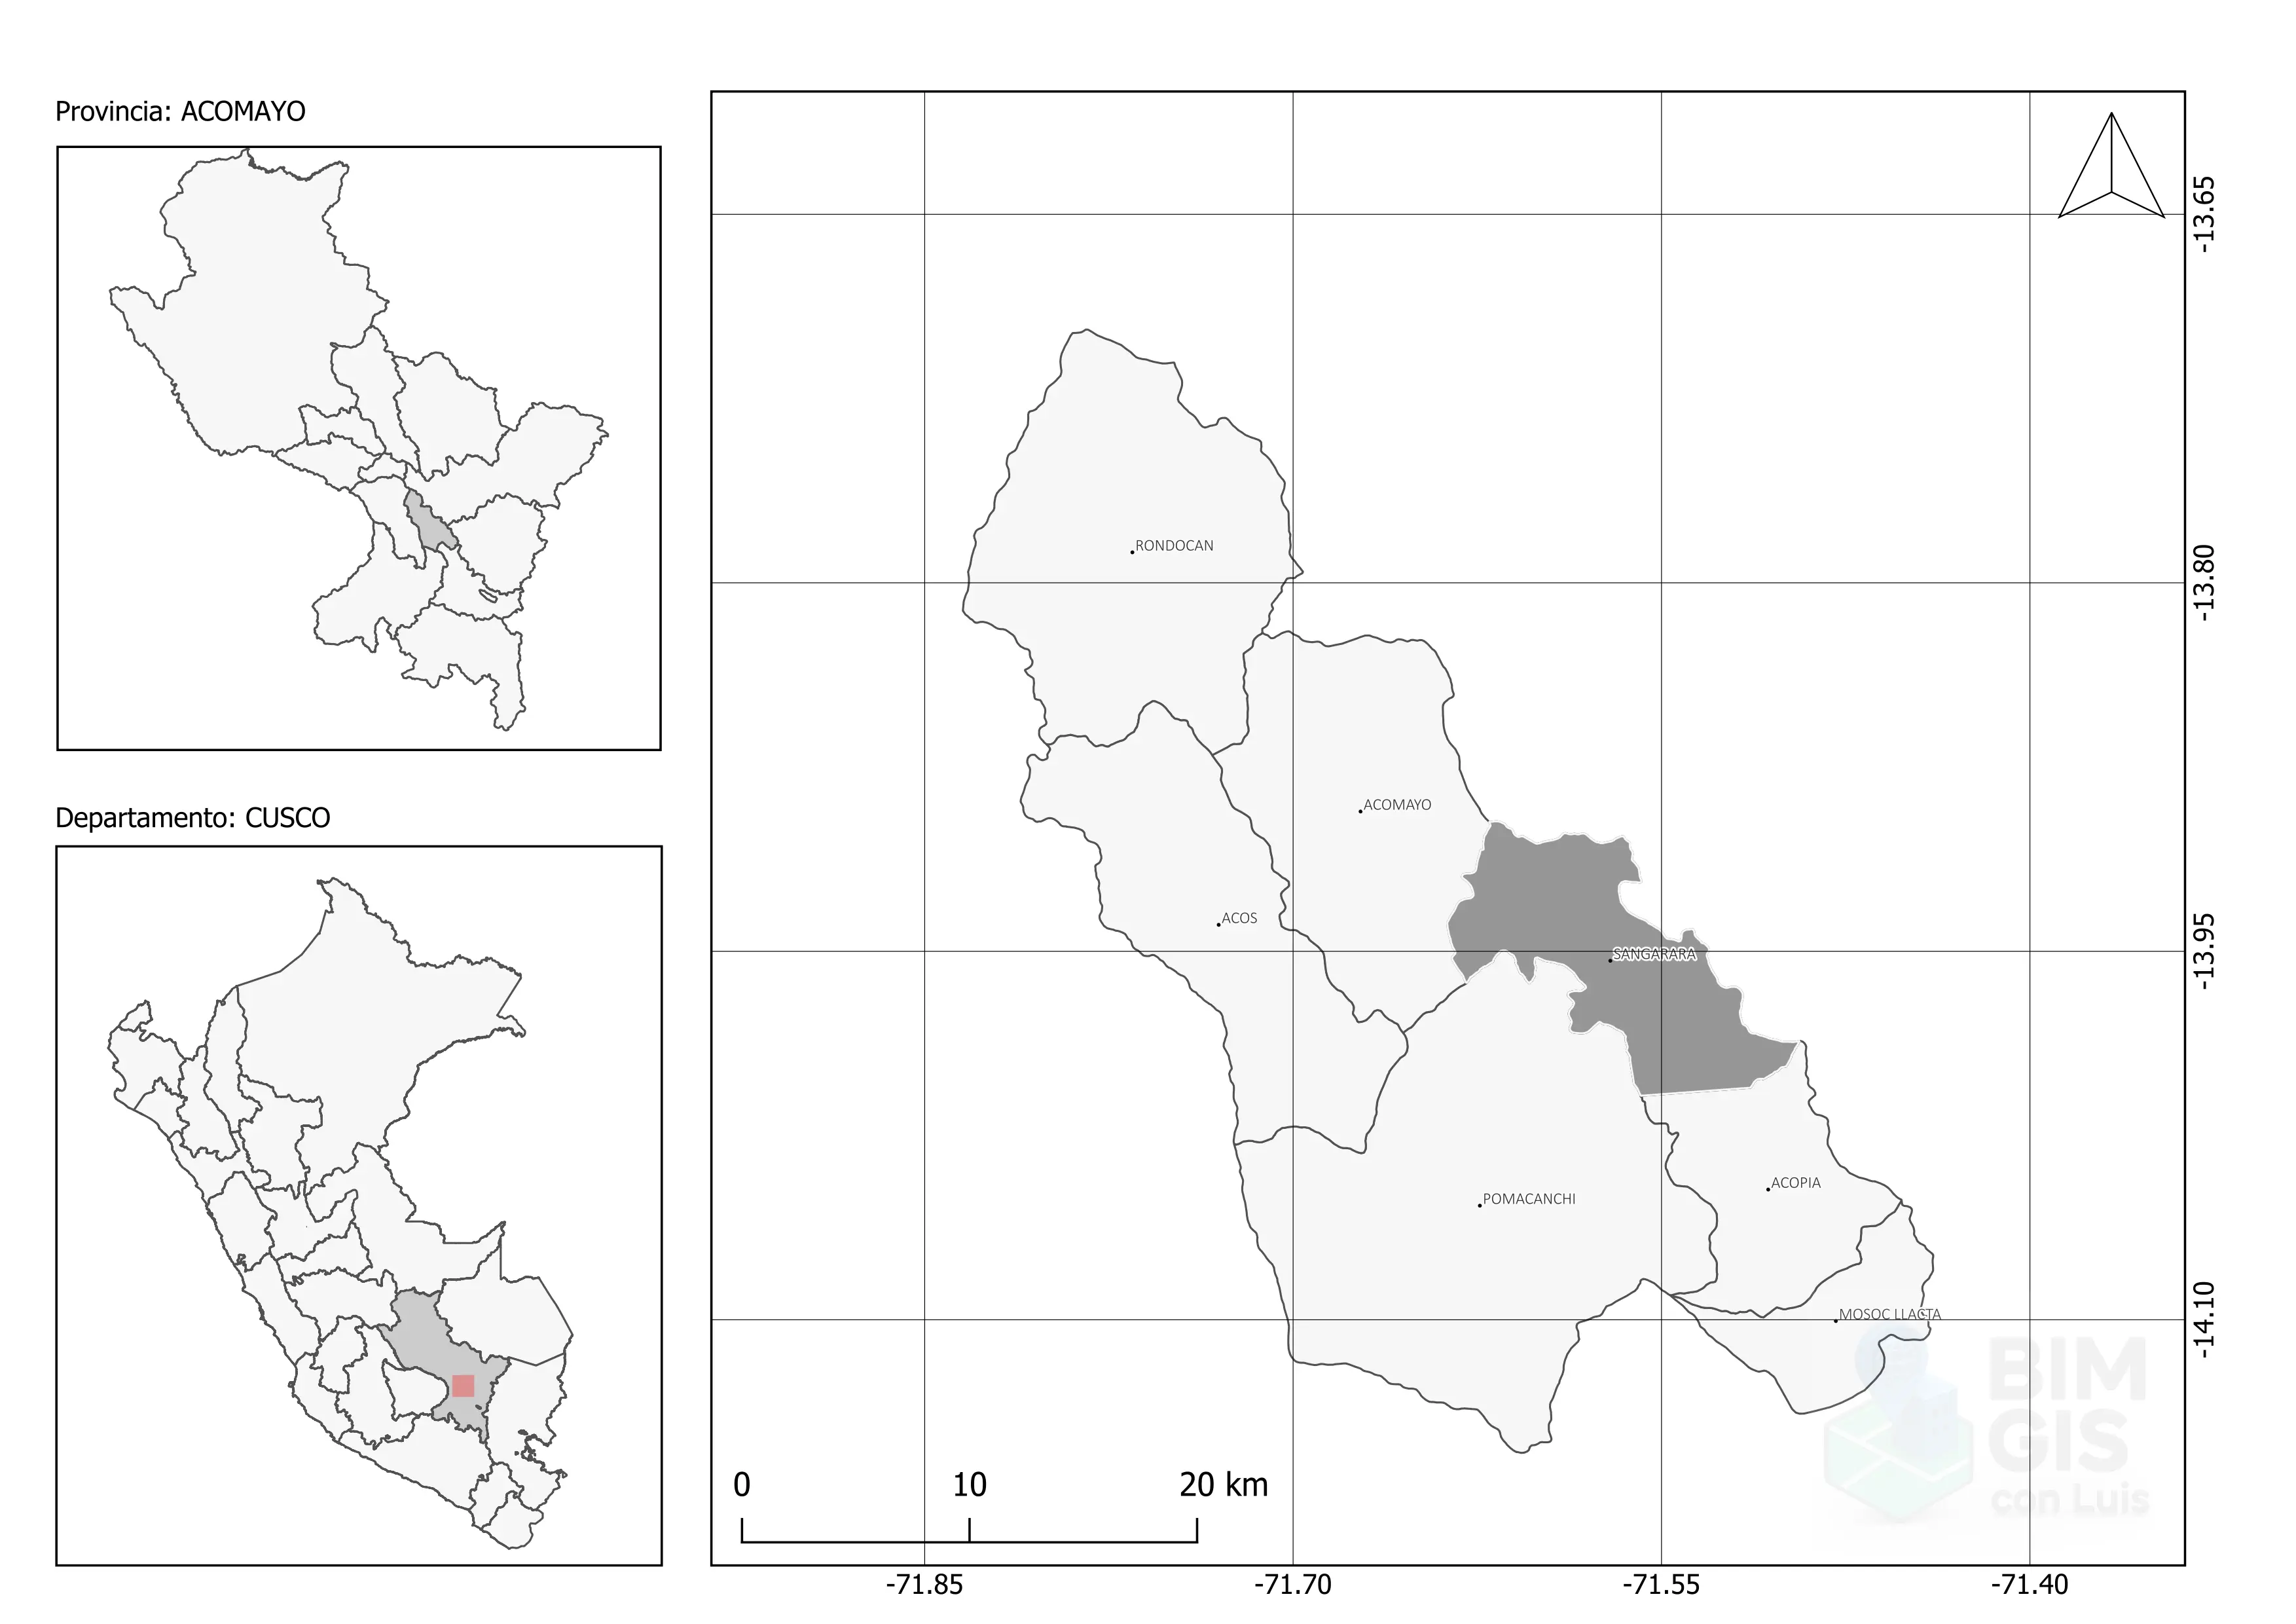 Provincia: ACOMAYO
Departamento: CUSCO
RONDOCAN
ACOMAYO
ACOS
SANGARARA
POMACANCHI
ACOPIA
MOSOC LLACTA
-13.65
-13.80
-13.95
-14.10
0 10 20 km
-71.85 -71.70 -71.55 -71.40
BIM
GIS
con Luis